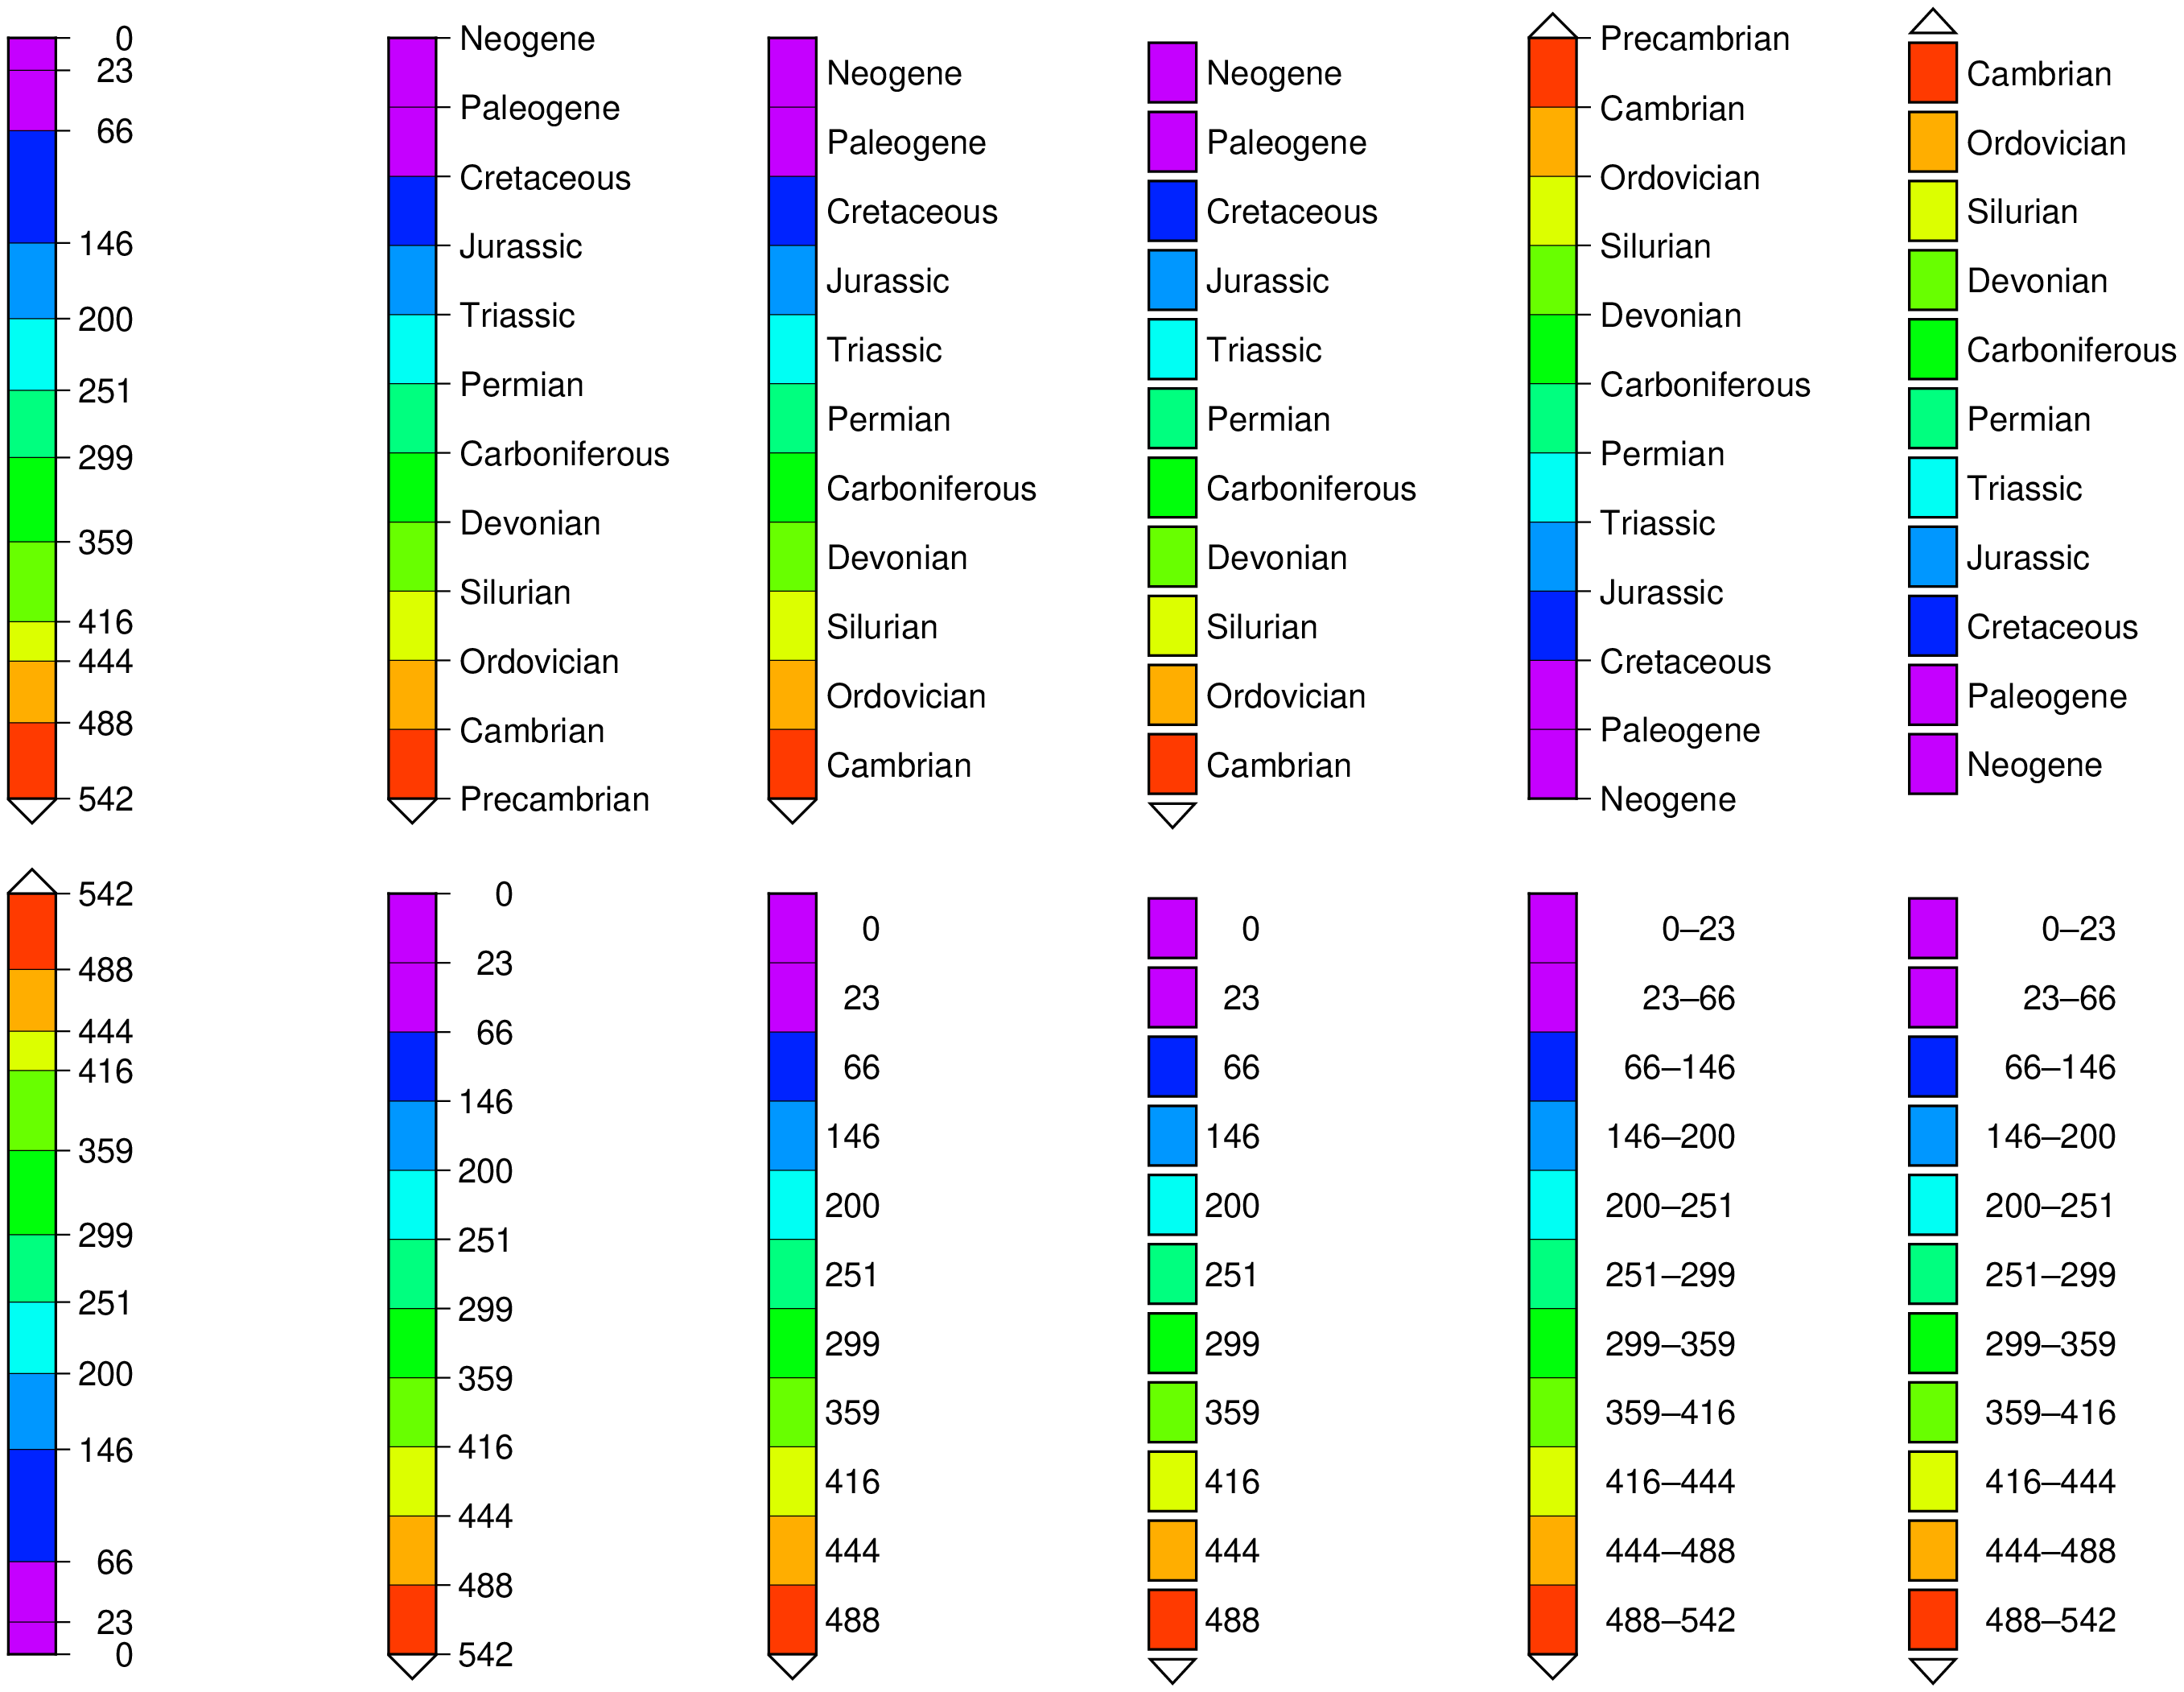 0
23
66
146
200
251
299
359
416
444
488
542
Neogene
Paleogene
Cretaceous
Jurassic
Triassic
Permian
Carboniferous
Devonian
Silurian
Ordovician
Cambrian
Precambrian
Neogene
Paleogene
Cretaceous
Jurassic
Triassic
Permian
Carboniferous
Devonian
Silurian
Ordovician
Cambrian
Neogene
Paleogene
Cretaceous
Jurassic
Triassic
Permian
Carboniferous
Devonian
Silurian
Ordovician
Cambrian
Precambrian
Cambrian
Ordovician
Silurian
Devonian
Carboniferous
Permian
Triassic
Jurassic
Cretaceous
Paleogene
Neogene
Cambrian
Ordovician
Silurian
Devonian
Carboniferous
Permian
Triassic
Jurassic
Cretaceous
Paleogene
Neogene
542
488
444
416
359
299
251
200
146
66
23
0
0
23
66
146
200
251
299
359
416
444
488
542
0
23
66
146
200
251
299
359
416
444
488
0
23
66
146
200
251
299
359
416
444
488
0–23
23–66
66–146
146–200
200–251
251–299
299–359
359–416
416–444
444–488
488–542
0–23
23–66
66–146
146–200
200–251
251–299
299–359
359–416
416–444
444–488
488–542